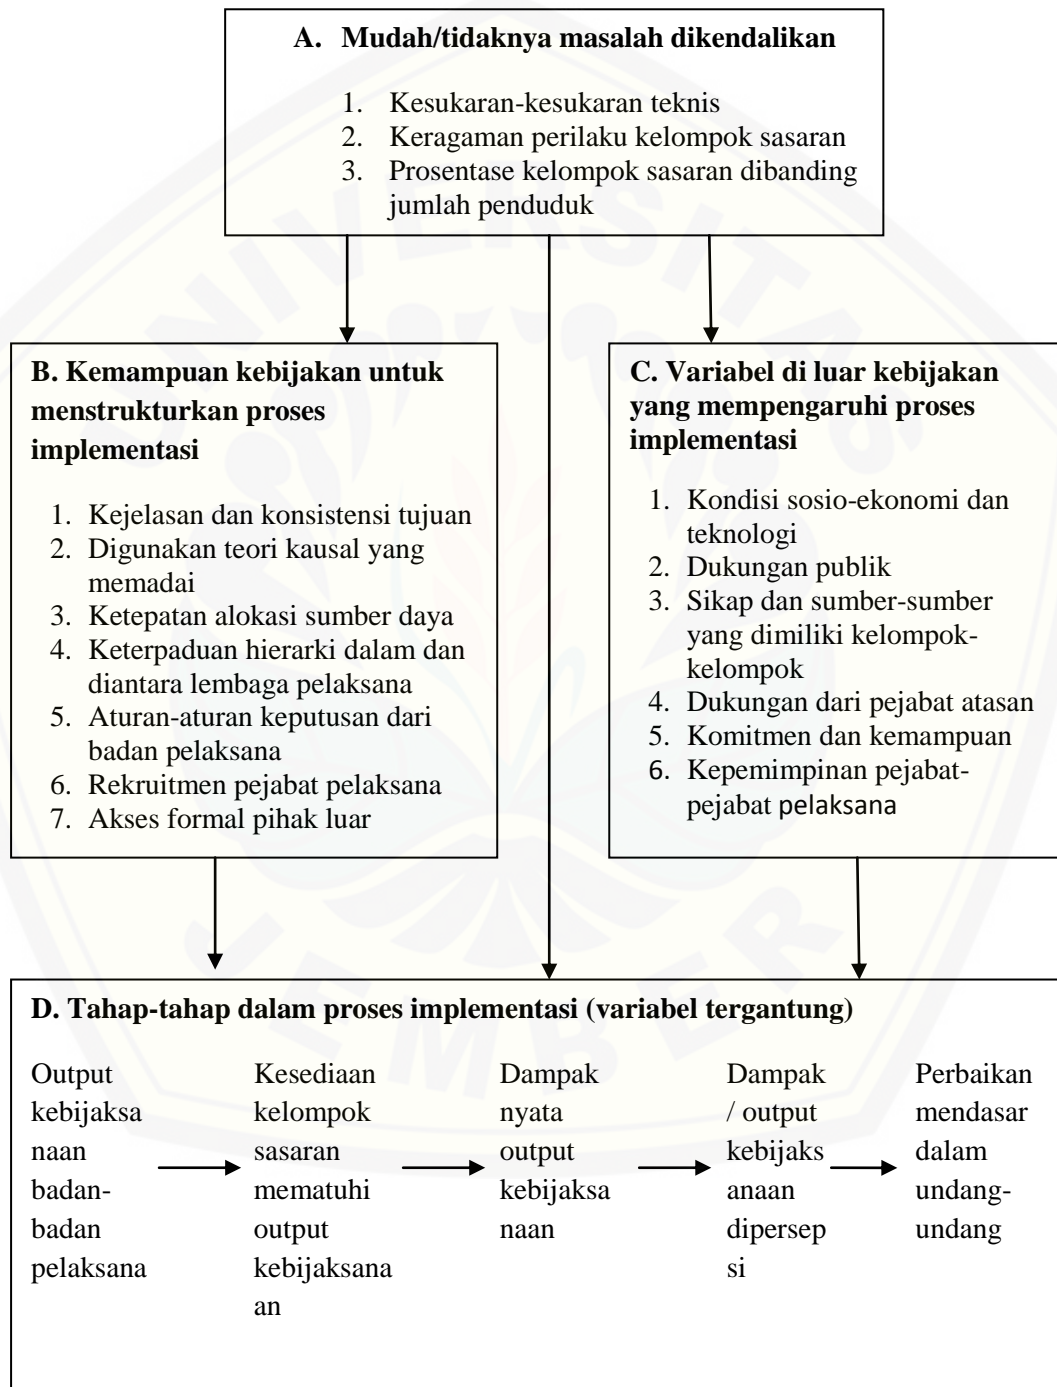 A. Mudah/tidaknya masalah dikendalikan
1. Kesukaran-kesukaran teknis
2. Keragaman perilaku kelompok sasaran
3. Prosentase kelompok sasaran dibanding
jumlah penduduk
B. Kemampuan kebijakan untuk
menstrukturkan proses
implementasi
1. Kejelasan dan konsistensi tujuan
2. Digunakan teori kausal yang
memadai
3. Ketepatan alokasi sumber daya
4. Keterpaduan hierarki dalam dan
diantara lembaga pelaksana
5. Aturan-aturan keputusan dari
badan pelaksana
6. Rekruitmen pejabat pelaksana
7. Akses formal pihak luar
C. Variabel di luar kebijakan
yang mempengaruhi proses
implementasi
1. Kondisi sosio-ekonomi dan
teknologi
2. Dukungan publik
3. Sikap dan sumber-sumber
yang dimiliki kelompok-
kelompok
4. Dukungan dari pejabat atasan
5. Komitmen dan kemampuan
6. Kepemimpinan pejabat-
pejabat pelaksana
D. Tahap-tahap dalam proses implementasi (variabel tergantung)
Output
kebijaksa
naan
badan-
badan
pelaksana
Kesediaan
kelompok
sasaran
mematuhi
output
kebijaksana
an
Dampak
nyata
output
kebijaksa
naan
Dampak
/ output
kebijaks
anaan
dipersep
si
Perbaikan
mendasar
dalam
undang-
undang
UNIVERSITAS
JEMBER